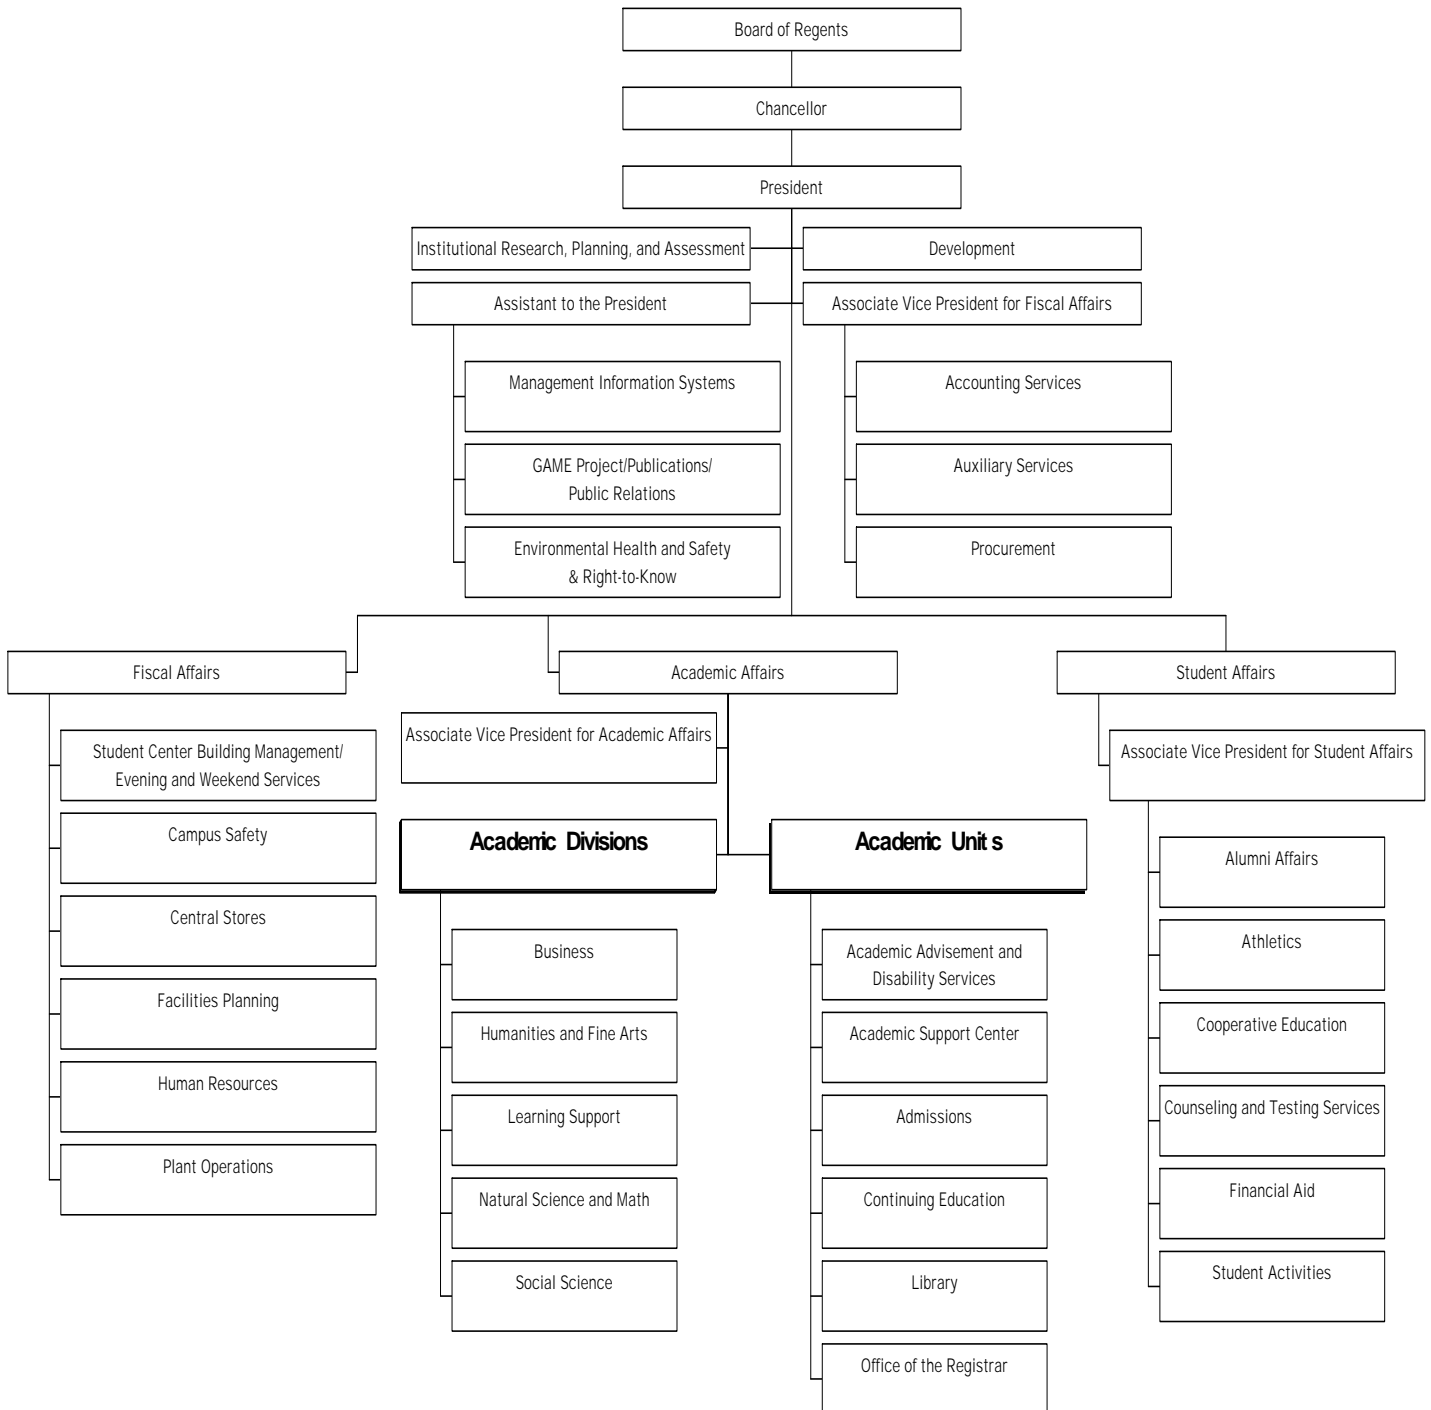 Board of Regents
Chancellor
President
Institutional Research, Planning, and Assessment
Development
Assistant to the President
Associate Vice President for Fiscal Affairs
Management Information Systems
GAME Project/Publications/
Public Relations
Environmental Health and Safety
& Right-to-Know
Accounting Services
Auxiliary Services
Procurement
Fiscal Affairs
Student Center Building Management/
Evening and Weekend Services
Campus Safety
Central Stores
Facilities Planning
Human Resources
Plant Operations
Academic Affairs
Associate Vice President for Academic Affairs
Academic Divisions
Business
Humanities and Fine Arts
Learning Support
Natural Science and Math
Social Science
Academic Units
Academic Advisement and
Disability Services
Academic Support Center
Admissions
Continuing Education
Library
Office of the Registrar
Student Affairs
Associate Vice President for Student Affairs
Alumni Affairs
Athletics
Cooperative Education
Counseling and Testing Services
Financial Aid
Student Activities